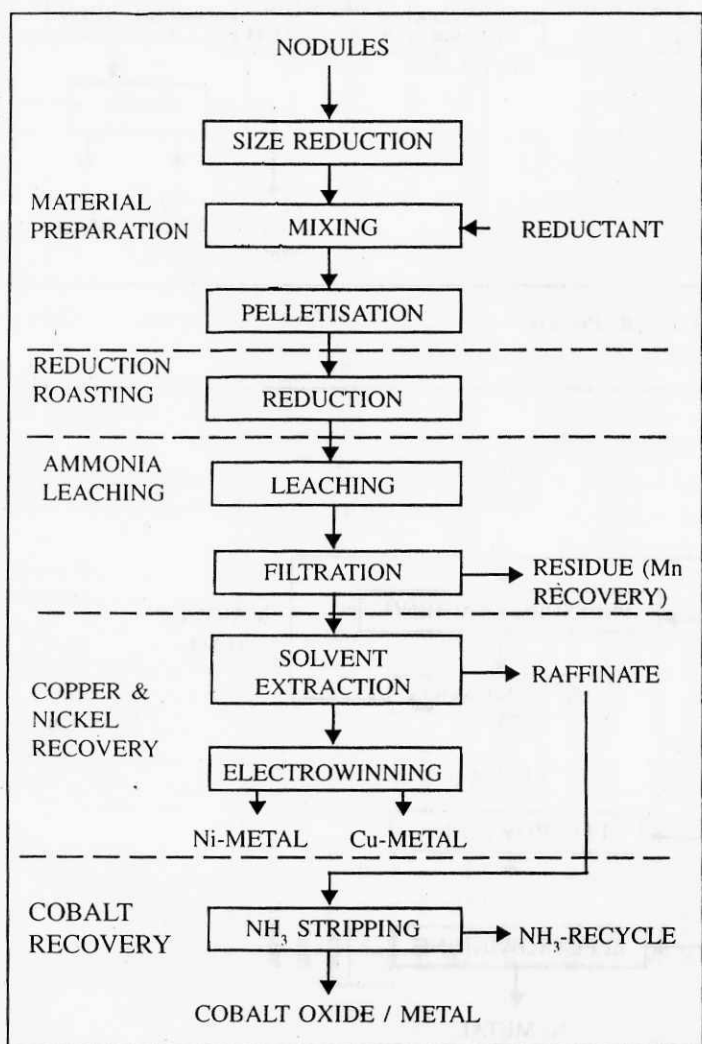 NODULES
SIZE REDUCTION
MATERIAL
PREPARATION
MIXING
REDUCTANT
PELLETISATION
REDUCTION
ROASTING
REDUCTION
AMMONIA
LEACHING
LEACHING
FILTRATION
RESIDUE (Mn
RECOVERY)
SOLVENT
EXTRACTION
RAFFINATE
COPPER &
NICKEL
RECOVERY
ELECTROWINNING
Ni-METAL
Cu-METAL
COBALT
RECOVERY
NH₃ STRIPPING
NH₃-RECYCLE
COBALT OXIDE / METAL